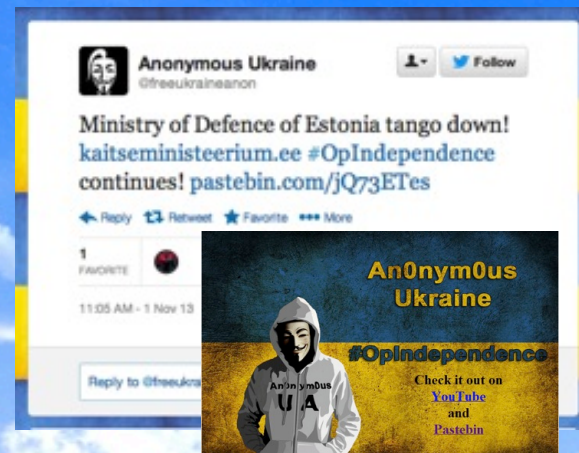 Anonymous Ukraine
@freeukraineanon
Follow
Ministry of Defence of Estonia tango down!
kaitseministeerium.ee #OpIndependence
continues! pastebin.com/jQ73ETes
Reply Retweet Favorite More
1
FAVORITE
11:05 AM - 1 Nov 13
Reply to @freeukra
An0nym0us
Ukraine
#OpIndependence
Check it out on
YouTube
and
Pastebin
An0nym0us
UA